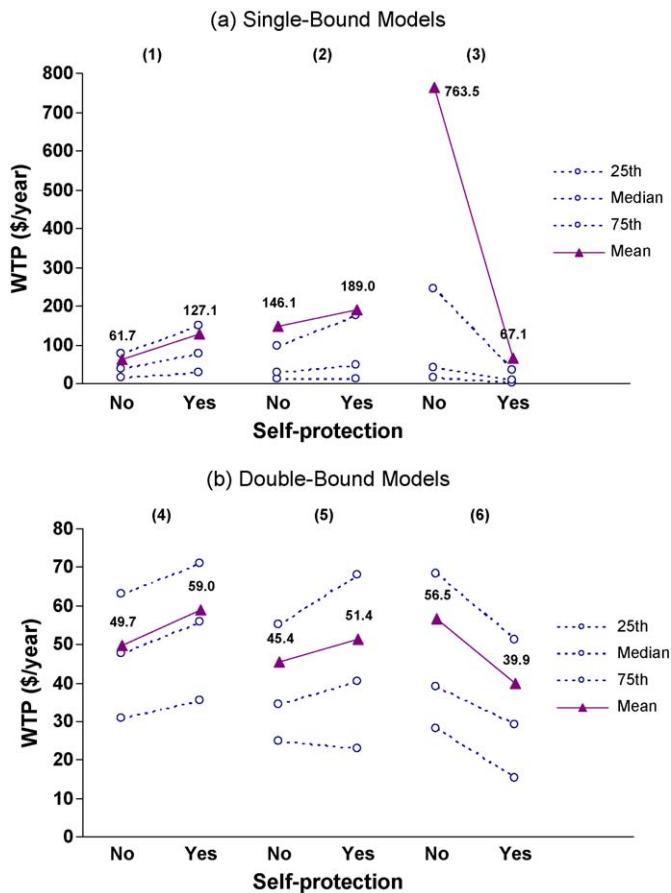 (a) Single-Bound Models
(1) (2) (3)
800
700
600
500
400
300
200
100
0
WTP ($/year)
61.7
127.1
146.1
189.0
763.5
67.1
No Yes No Yes No Yes
Self-protection
25th
Median
75th
Mean
(b) Double-Bound Models
(4) (5) (6)
80
70
60
50
40
30
20
10
0
WTP ($/year)
49.7
59.0
45.4
51.4
56.5
39.9
No Yes No Yes No Yes
Self-protection
25th
Median
75th
Mean